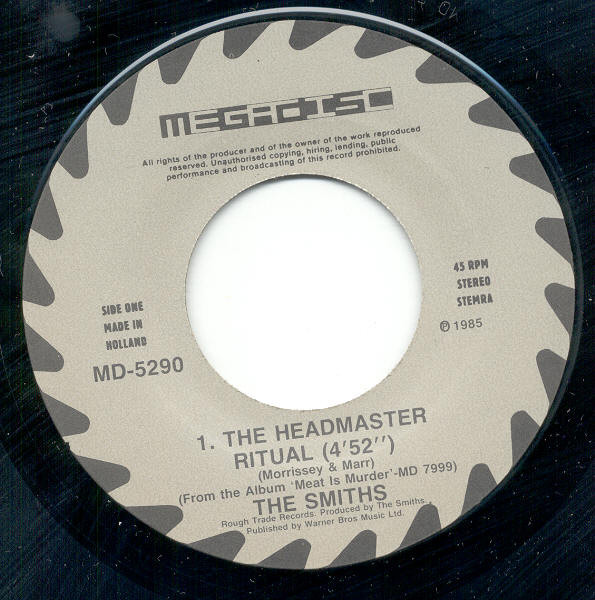 MEGADISC
All rights of the producer and of the owner of the work reproduced
reserved. Unauthorised copying, hiring, lending, public
performance and broadcasting of this record prohibited.
SIDE ONE
MADE IN
HOLLAND
MD-5290
45 RPM
STEREO
STEMRA
℗ 1985
1. THE HEADMASTER
RITUAL (4'52'')
(Morrissey & Marr)
(From the Album 'Meat Is Murder'-MD 7999)
THE SMITHS
Rough Trade Records. Produced by The Smiths.
Published by Warner Bros Music Ltd.